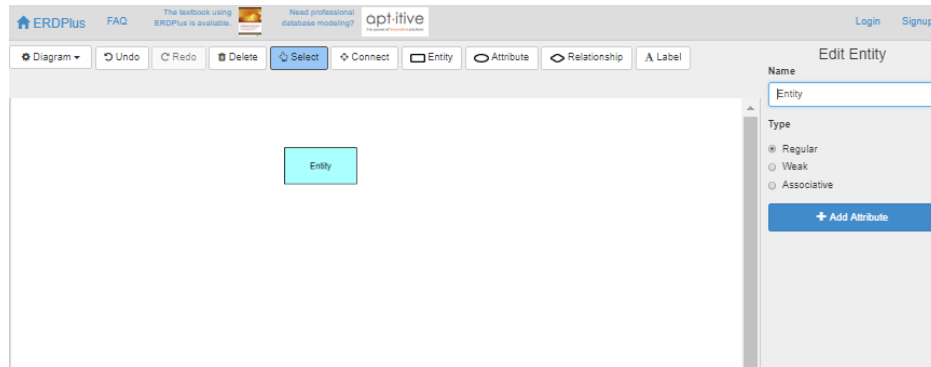 ERDPlus FAQ
The textbook using
ERDPlus is available.
Need professional
database modeling?
apt·itive
Login Signup
Diagram Undo Redo Delete Select Connect Entity Attribute Relationship A Label
Edit Entity
Name
Entity
Type
Regular
Weak
Associative
Add Attribute
Entity